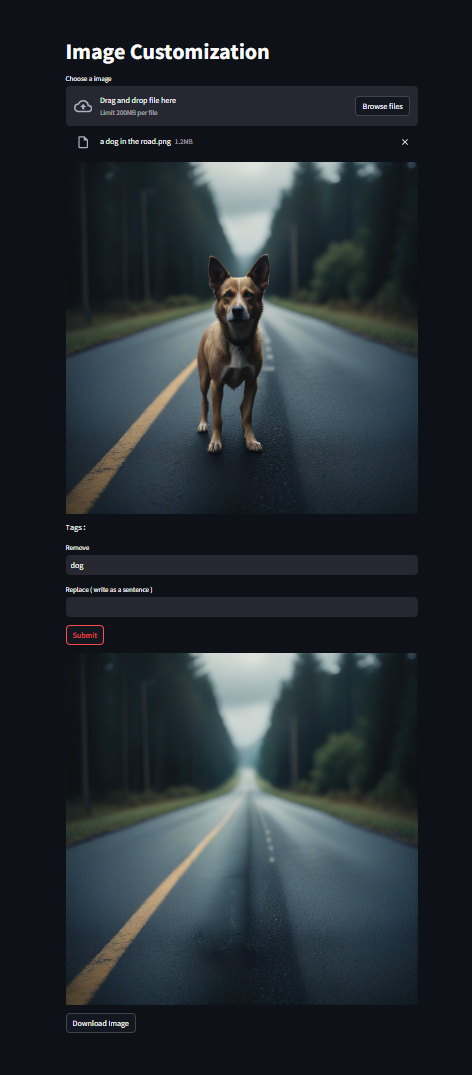 Image Customization
Choose a image
Drag and drop file here
Limit 200MB per file
Browse files
a dog in the road.png 1.2MB
Tags:
Remove
dog
Replace ( write as a sentence )
Submit
Download Image